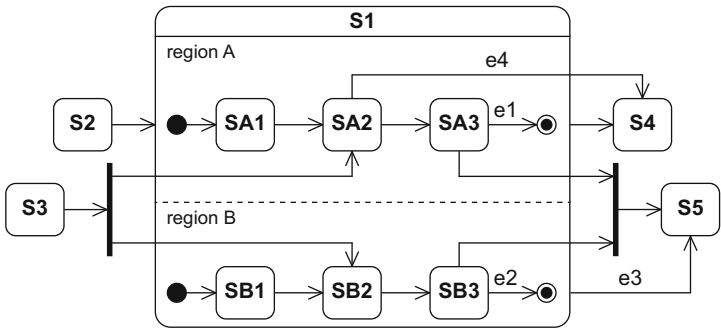 S1
region A
e4
S2
SA1
SA2
SA3
e1
S4
S3
region B
S5
SB1
SB2
SB3
e2
e3